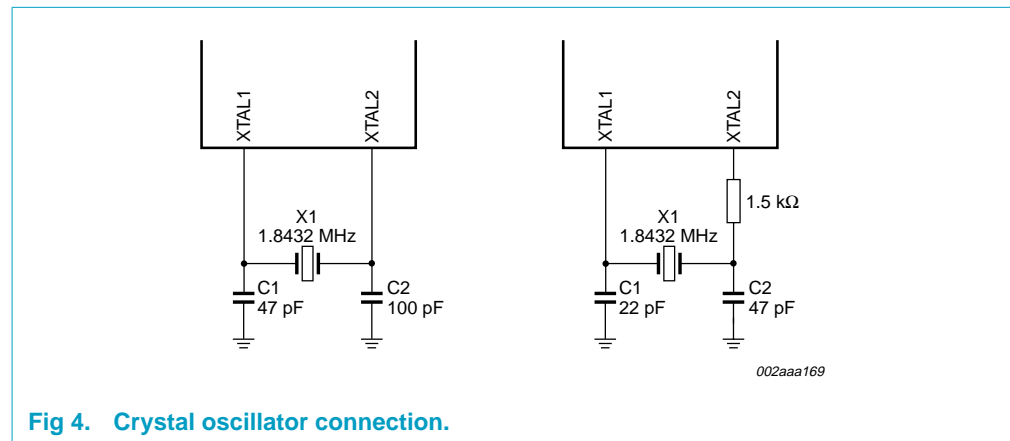 XTAL1
XTAL2
X1
1.8432 MHz
C1
47 pF
C2
100 pF
XTAL1
XTAL2
1.5 kΩ
X1
1.8432 MHz
C1
22 pF
C2
47 pF
002aaa169
Fig 4. Crystal oscillator connection.